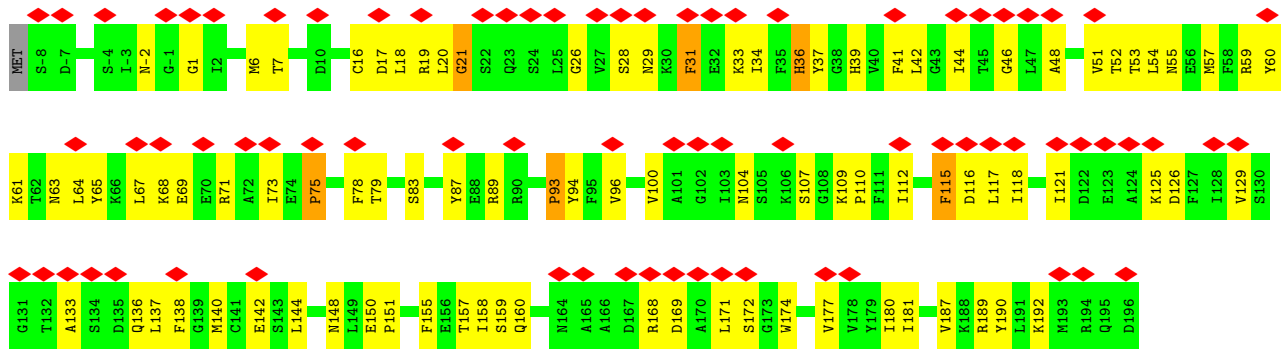 MET S-8 D-7 S-4 I-3 N-2 G-1 G1 I2 M6 T7 D10 C16 D17 L18 R19 L20 G21 S22 Q23 S24 L25 G26 V27 S28 N29 K30 F31 E32 K33 I34 F35 H36 Y37 G38 H39 V40 F41 L42 G43 I44 T45 G46 L47 A48 V51 T52 T53 L54 N55 E56 M57 F58 R59 Y60
K61 T62 N63 L64 Y65 K66 L67 K68 E69 E70 R71 A72 I73 E74 P75 F78 T79 S83 Y87 E88 R89 R90 P93 Y94 F95 V96 V100 A101 G102 I103 N104 S105 K106 S107 G108 K109 P110 F111 I112 F115 D116 L117 I118 I121 D122 E123 A124 K125 D126 F127 I128 V129 S130
G131 T132 A133 S134 D135 Q136 L137 F138 G139 M140 C141 E142 S143 L144 N148 L149 E150 P151 F155 E156 T157 I158 S159 Q160 N164 A165 A166 D167 R168 D169 A170 L171 S172 G173 W174 V177 V178 Y179 I180 I181 V187 K188 R189 Y190 L191 K192 M193 R194 Q195 D196